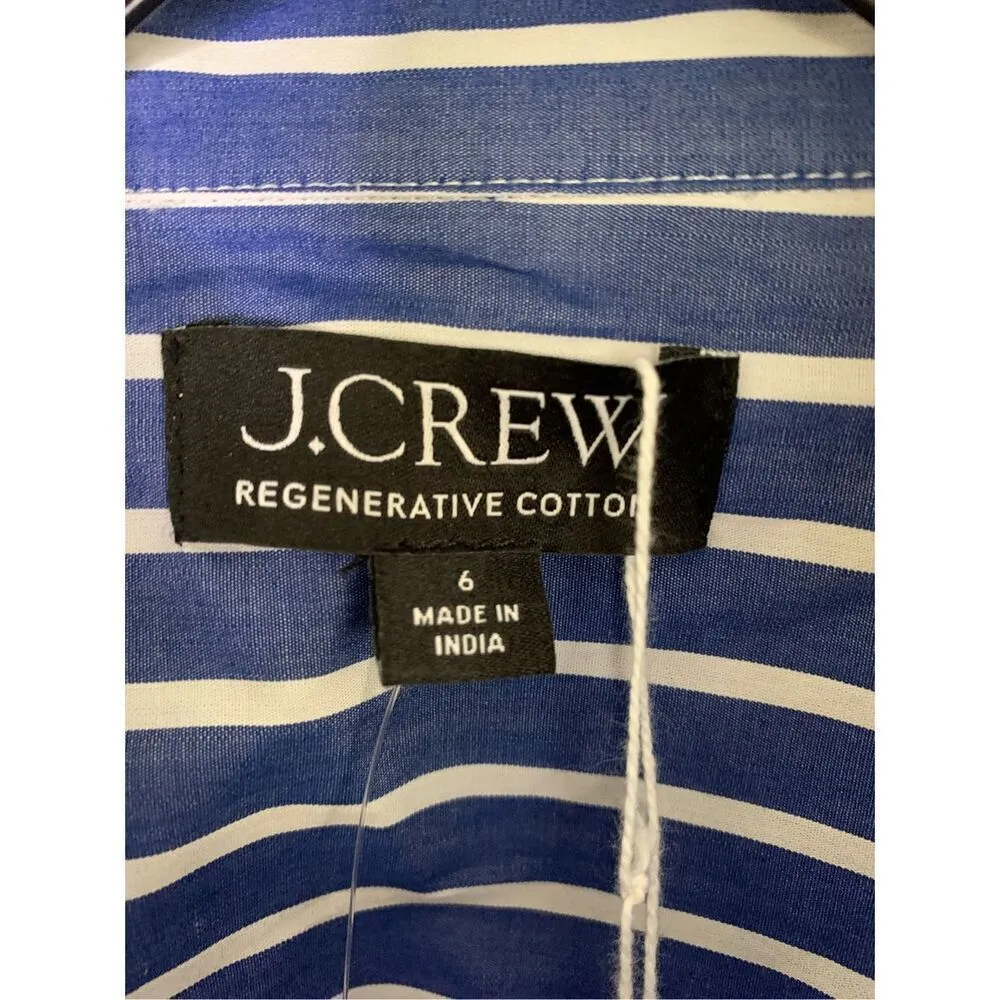 J.CREW
REGENERATIVE COTTON
6
MADE IN
INDIA